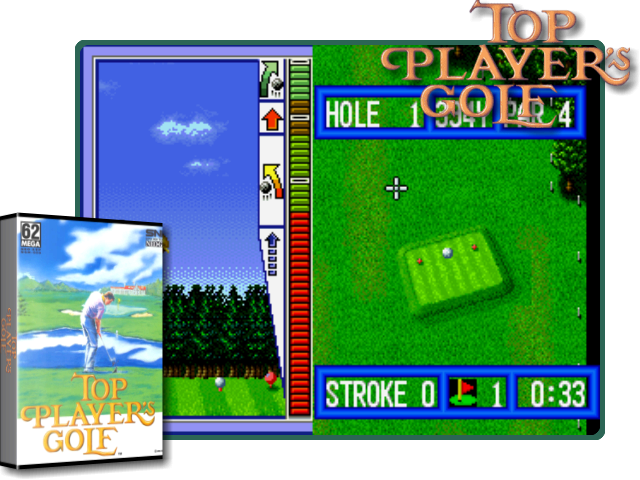 TOP
PLAYER'S
GOLF
HOLE 1
PAR 4
STROKE 0
1
0:33
62
MEGA
TOP
PLAYER'S
GOLF